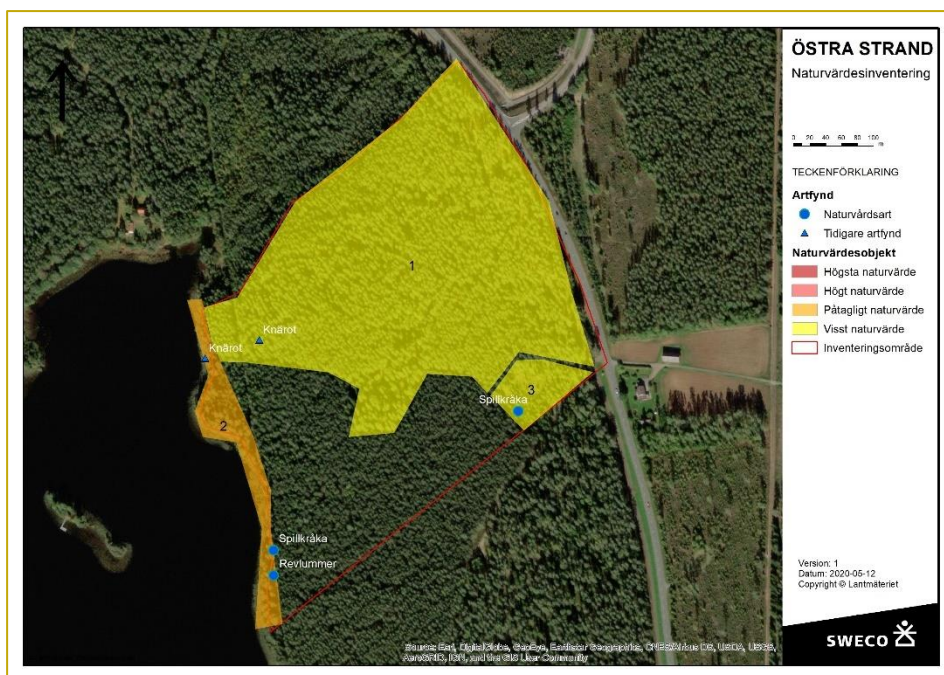 ÖSTRA STRAND
Naturvärdesinventering
0 20 40 60 80 100
m
TECKENFÖRKLARING
Artfynd
Naturvårdsart
Tidigare artfynd
Naturvärdesobjekt
Högsta naturvärde
Högt naturvärde
Påtagligt naturvärde
Visst naturvärde
Inventeringsområde
1
Knärot
Knärot
3
Spillkråka
2
Spillkråka
Revlummer
Version: 1
Datum: 2020-05-12
Copyright © Lantmäteriet
SWECO
Source: Esri, DigitalGlobe, GeoEye, Earthstar Geographics, CNES/Airbus DS, USDA, USGS,
AeroGRID, IGN, and the GIS User Community